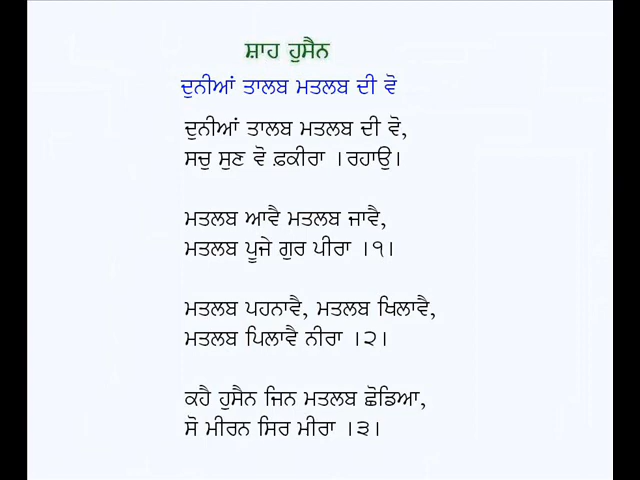 ਸ਼ਾਹ ਹੁਸੈਨ
ਦੁਨੀਆਂ ਤਾਲਬ ਮਤਲਬ ਦੀ ਵੋ
ਦੁਨੀਆਂ ਤਾਲਬ ਮਤਲਬ ਦੀ ਵੋ,
ਸਚੁ ਸੁਣ ਵੋ ਫ਼ਕੀਰਾ ।ਰਹਾਉ।
ਮਤਲਬ ਆਵੈ ਮਤਲਬ ਜਾਵੈ,
ਮਤਲਬ ਪੂਜੇ ਗੁਰ ਪੀਰਾ ।੧।
ਮਤਲਬ ਪਹਨਾਵੈ, ਮਤਲਬ ਖਿਲਾਵੈ,
ਮਤਲਬ ਪਿਲਾਵੈ ਨੀਰਾ ।੨।
ਕਹੈ ਹੁਸੈਨ ਜਿਨ ਮਤਲਬ ਛੋਡਿਆ,
ਸੋ ਮੀਰਨ ਸਿਰ ਮੀਰਾ ।੩।